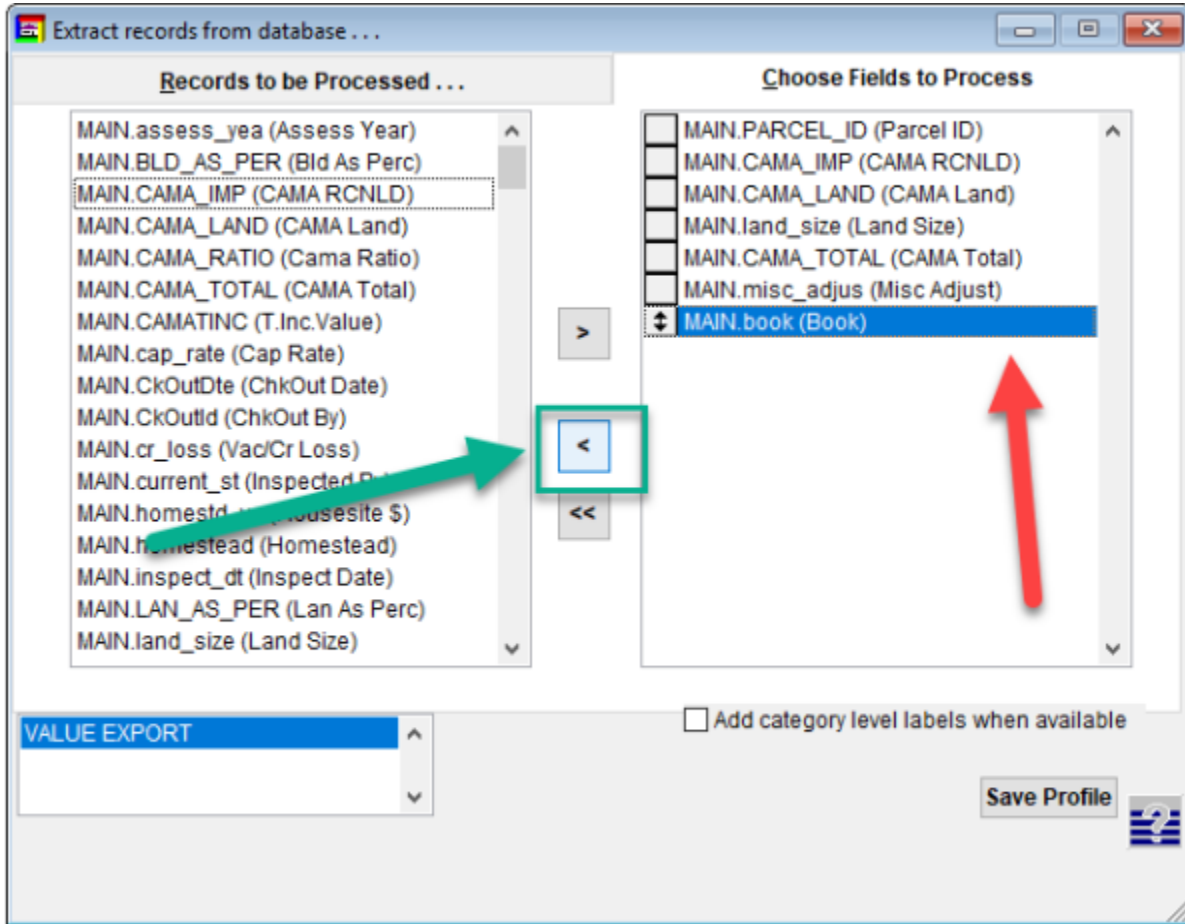 Extract records from database . . .
Records to be Processed . . .
Choose Fields to Process
MAIN.assess_yea (Assess Year)
MAIN.BLD_AS_PER (Bld As Perc)
MAIN.CAMA_IMP (CAMA RCNLD)
MAIN.CAMA_LAND (CAMA Land)
MAIN.CAMA_RATIO (Cama Ratio)
MAIN.CAMA_TOTAL (CAMA Total)
MAIN.CAMATINC (T.Inc.Value)
MAIN.cap_rate (Cap Rate)
MAIN.CkOutDte (ChkOut Date)
MAIN.CkOutId (ChkOut By)
MAIN.cr_loss (Vac/Cr Loss)
MAIN.current_st (Inspected
$)
MAIN.homestead (Homestead)
MAIN.inspect_dt (Inspect Date)
MAIN.LAN_AS_PER (Lan As Perc)
MAIN.land_size (Land Size)
>
<
<<
MAIN.PARCEL_ID (Parcel ID)
MAIN.CAMA_IMP (CAMA RCNLD)
MAIN.CAMA_LAND (CAMA Land)
MAIN.land_size (Land Size)
MAIN.CAMA_TOTAL (CAMA Total)
MAIN.misc_adjus (Misc Adjust)
MAIN.book (Book)
VALUE EXPORT
Add category level labels when available
Save Profile
?